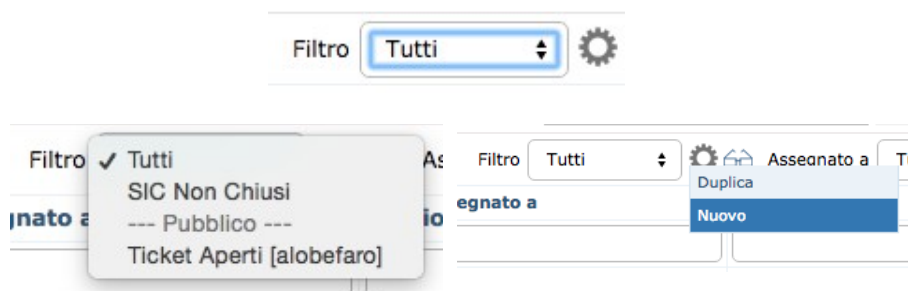 Filtro Tutti
Filtro ✓ Tutti
SIC Non Chiusi
--- Pubblico ---
Ticket Aperti [alobefaro]
gnato a
Filtro Tutti Assegnato a
Duplica
egnato a
Nuovo